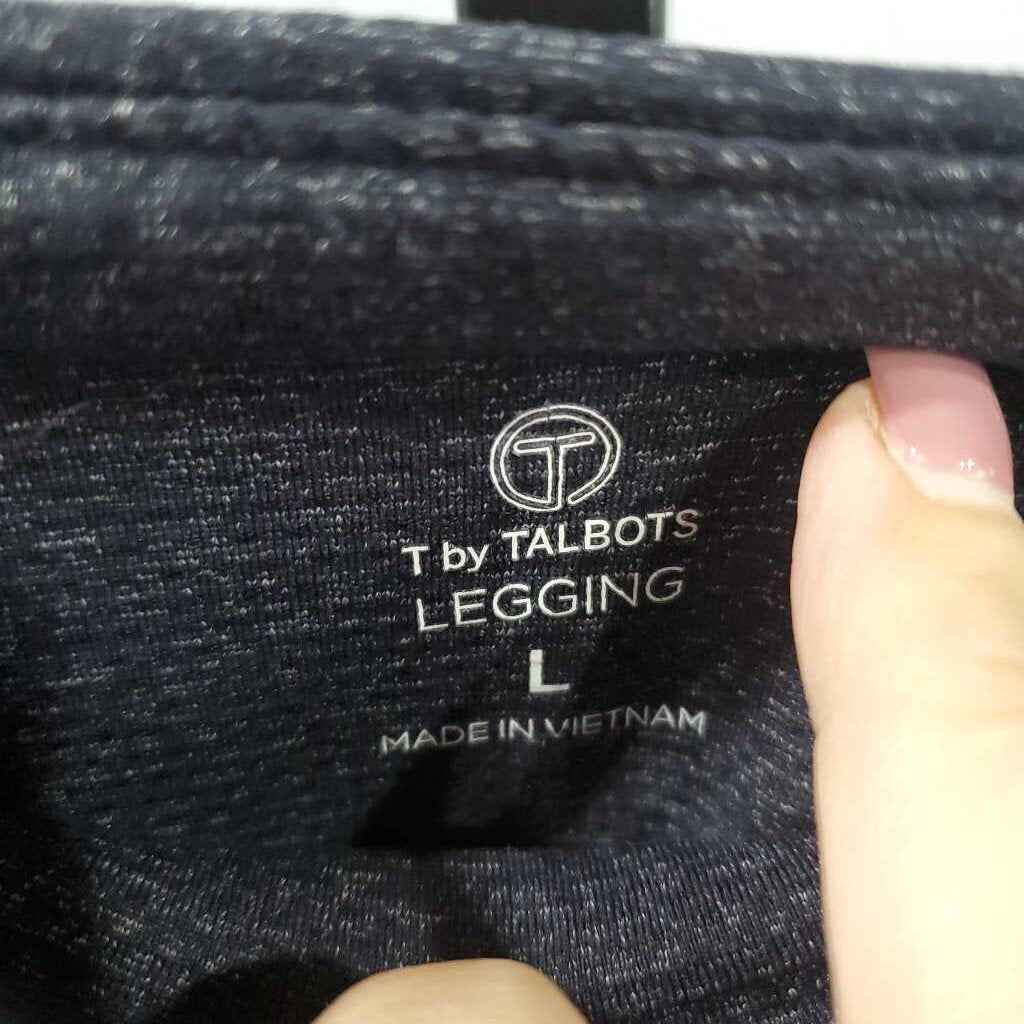 T
T by TALBOTS
LEGGING
L
MADE IN VIETNAM